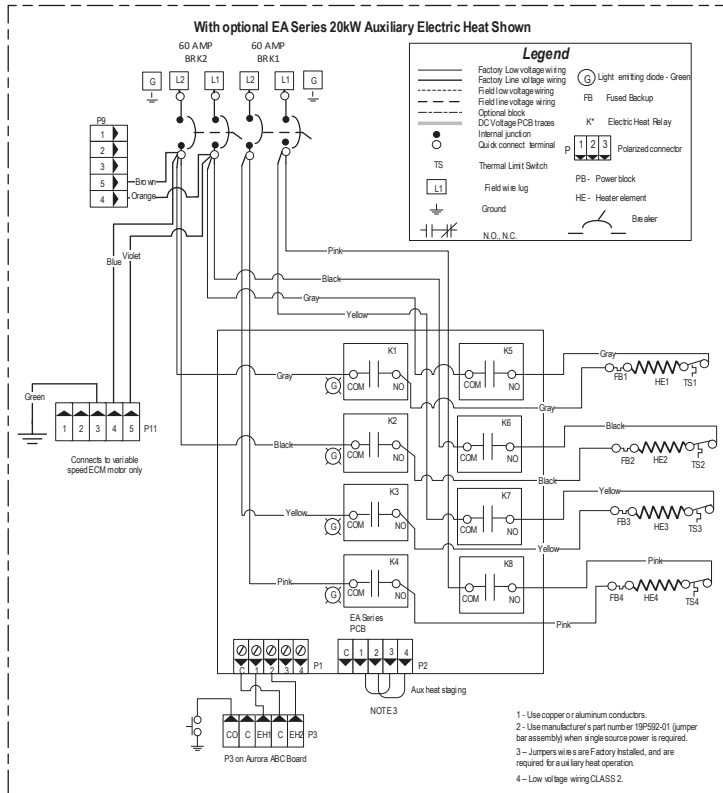 With optional EA Series 20kW Auxiliary Electric Heat Shown
60 AMP
BRK2
60 AMP
BRK1
G
L2
L1
L2
L1
G
Legend
Factory Low voltage wiring
Factory Line voltage wiring
Field low voltage wiring
Field line voltage wiring
Optional block
DC Voltage PCB traces
Internal junction
Quick connect terminal
TS
Thermal Limit Switch
L1
Field wire lug
Ground
N.O., N.C.
G
Light emitting diode - Green
FB
Fused Backup
K*
Electric Heat Relay
P
1 2 3
Polarized connector
PB - Power block
HE - Heater element
Breaker
P9
1
2
3
5
4
Brown
Orange
Blue
Violet
Pink
Black
Gray
Yellow
Green
1 2 3 4 5
P11
Connects to variable
speed ECM motor only
Gray
G
K1
COM
NO
K5
COM
NO
Gray
Gray
FB1
HE1
TS1
Black
G
K2
COM
NO
K6
COM
NO
Black
Black
FB2
HE2
TS2
Yellow
G
K3
COM
NO
K7
COM
NO
Yellow
Yellow
FB3
HE3
TS3
Pink
G
K4
COM
NO
K8
COM
NO
Pink
Pink
FB4
HE4
TS4
EA Series
PCB
C 1 2 3 4
P1
C 1 2 3 4
P2
Aux heat staging
NOTE 3
CO C EH1 C EH2
P3
P3 on Aurora ABC Board
1 - Use copper or aluminum conductors.
2 - Use manufacturer's part number 19P592-01 (jumper
bar assembly) when single source power is required.
3 – Jumpers wires are Factory Installed, and are
required for auxiliary heat operation.
4 – Low voltage wiring CLASS 2.